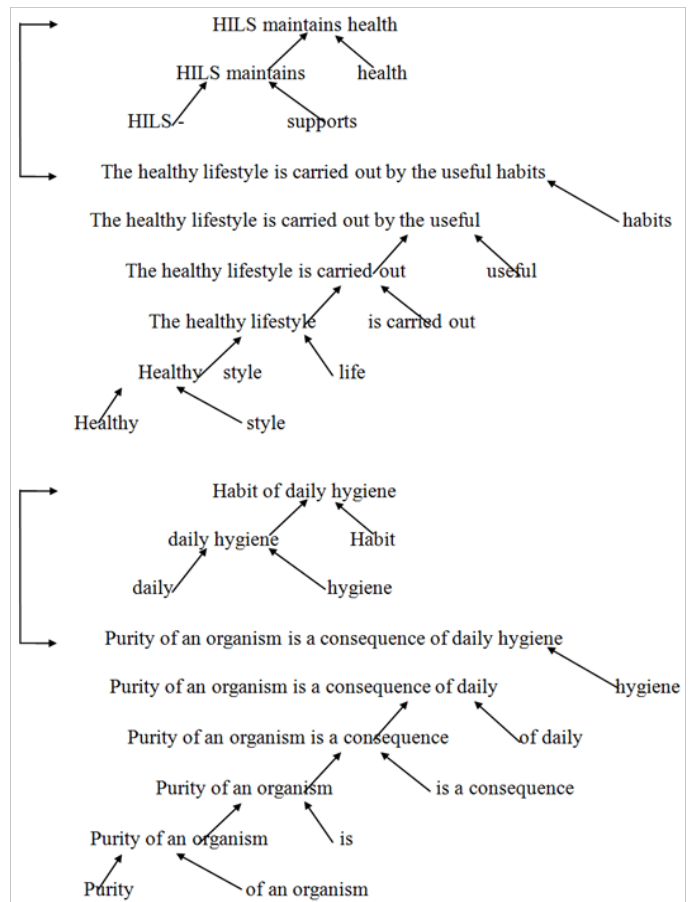 HILS maintains health
HILS maintains health
HILS - supports
The healthy lifestyle is carried out by the useful habits
The healthy lifestyle is carried out by the useful habits
The healthy lifestyle is carried out useful
The healthy lifestyle is carried out
Healthy style life
Healthy style
Habit of daily hygiene
daily hygiene Habit
daily hygiene
Purity of an organism is a consequence of daily hygiene
Purity of an organism is a consequence of daily hygiene
Purity of an organism is a consequence of daily
Purity of an organism is a consequence
Purity of an organism is
Purity of an organism